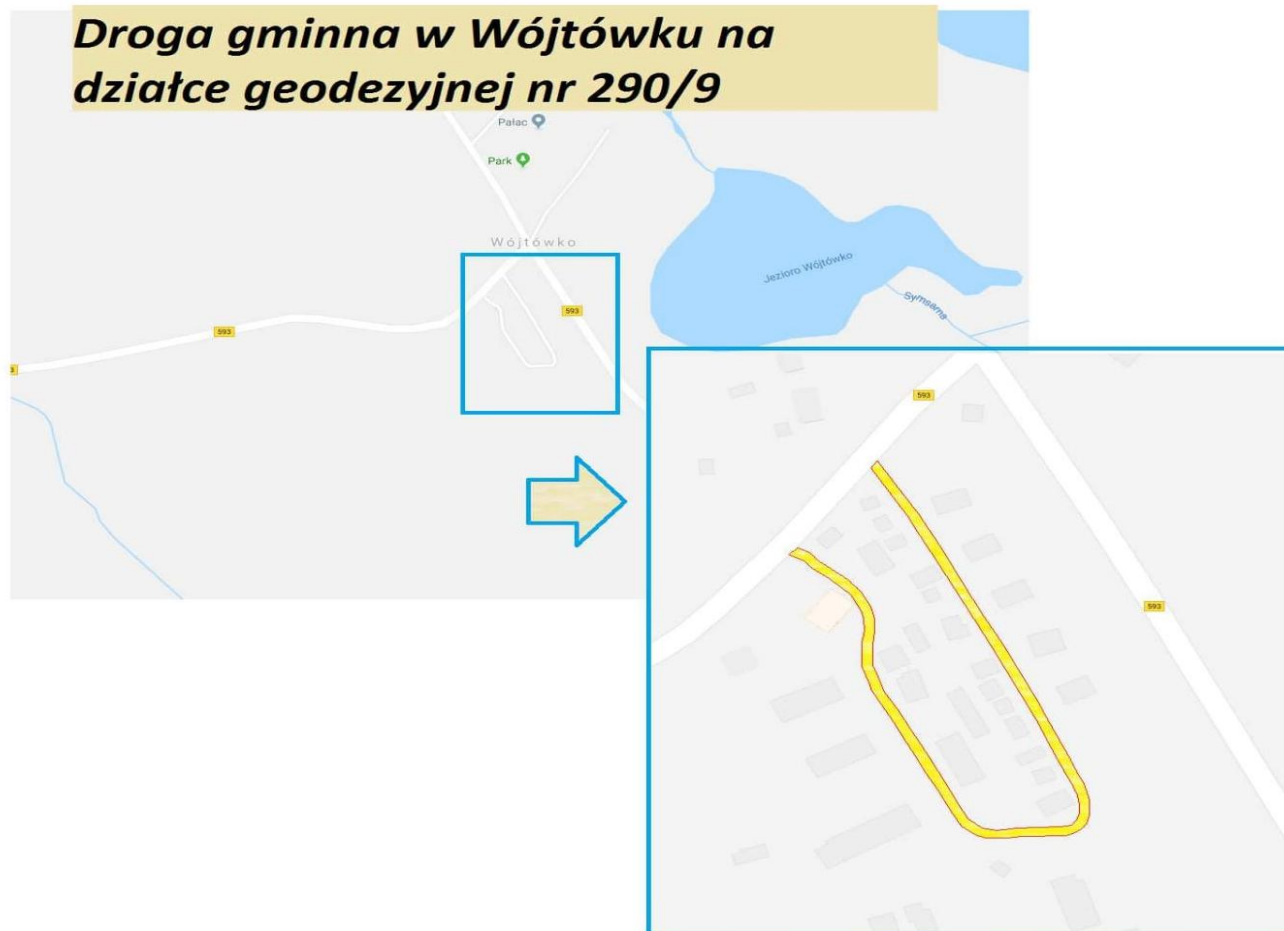 Droga gminna w Wójtówku na
działce geodezyjnej nr 290/9
Pałac
Park
Wójtówko
Jezioro Wójtówko
Symsarna
593
593
3
593
593